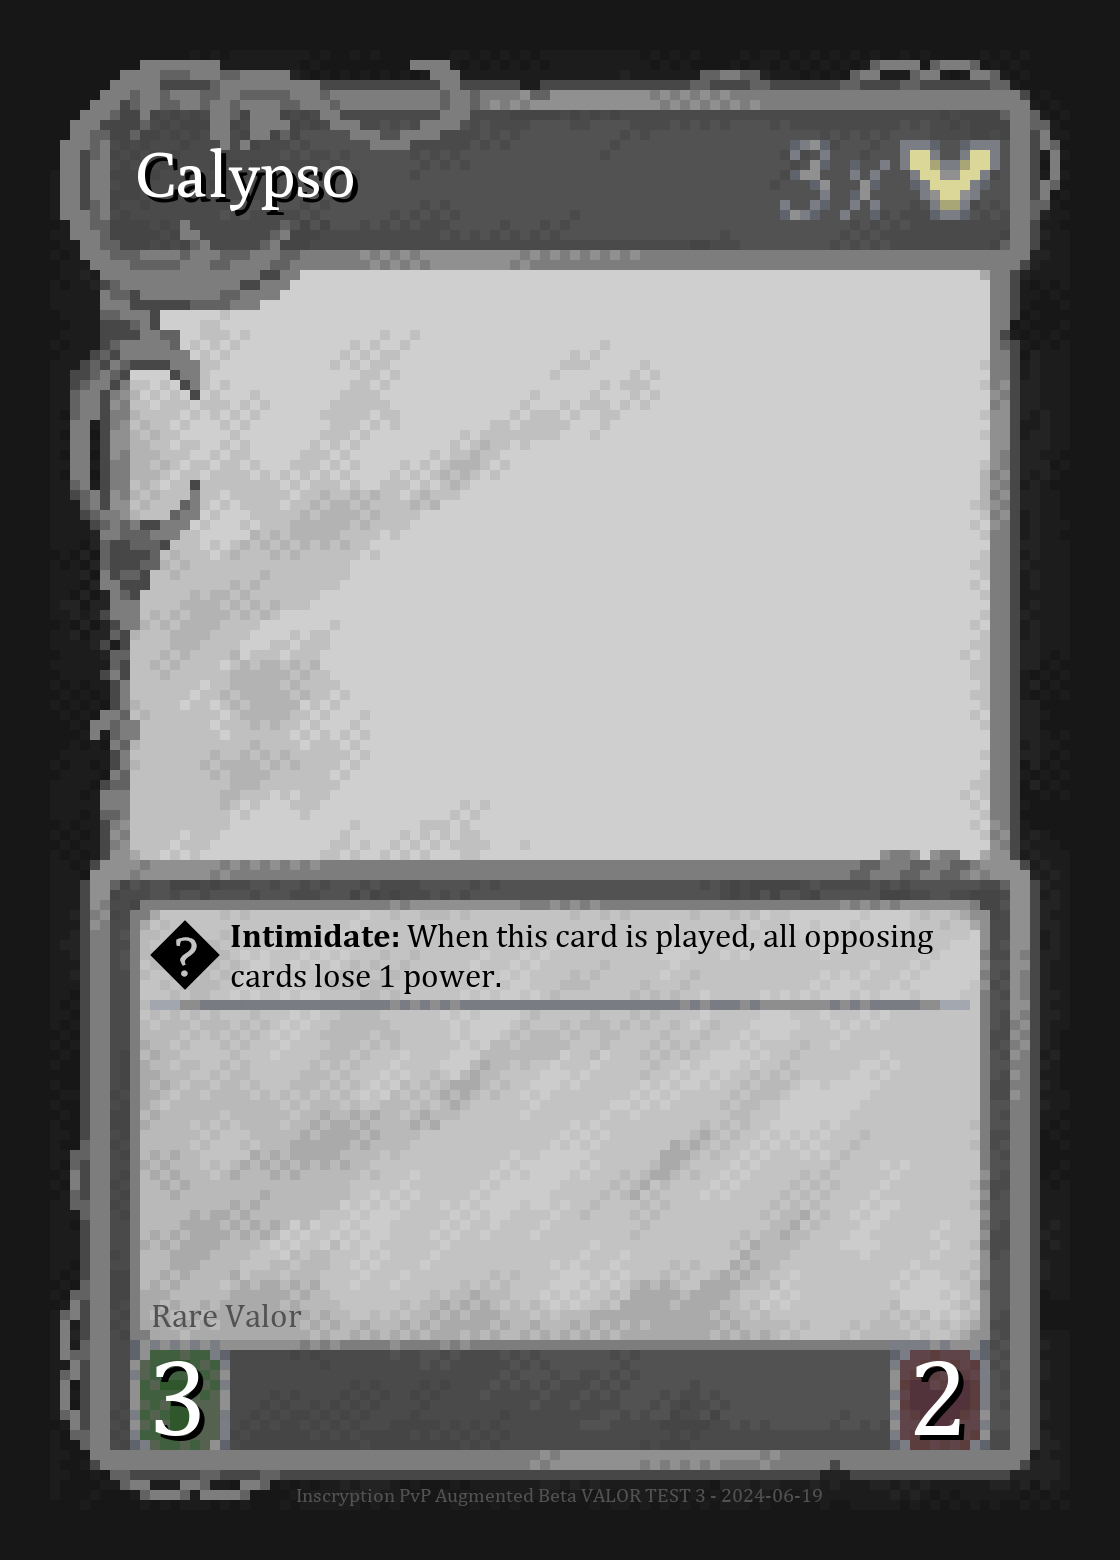 Calypso
3x
?
Intimidate: When this card is played, all opposing
cards lose 1 power.
Rare Valor
3
2
Inscryption PvP Augmented Beta VALOR TEST 3 - 2024-06-19